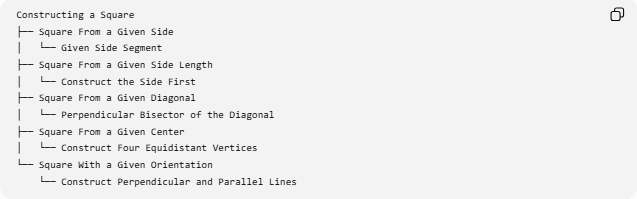 Constructing a Square
├── Square From a Given Side
│   └── Given Side Segment
├── Square From a Given Side Length
│   └── Construct the Side First
├── Square From a Given Diagonal
│   └── Perpendicular Bisector of the Diagonal
├── Square From a Given Center
│   └── Construct Four Equidistant Vertices
└── Square With a Given Orientation
    └── Construct Perpendicular and Parallel Lines